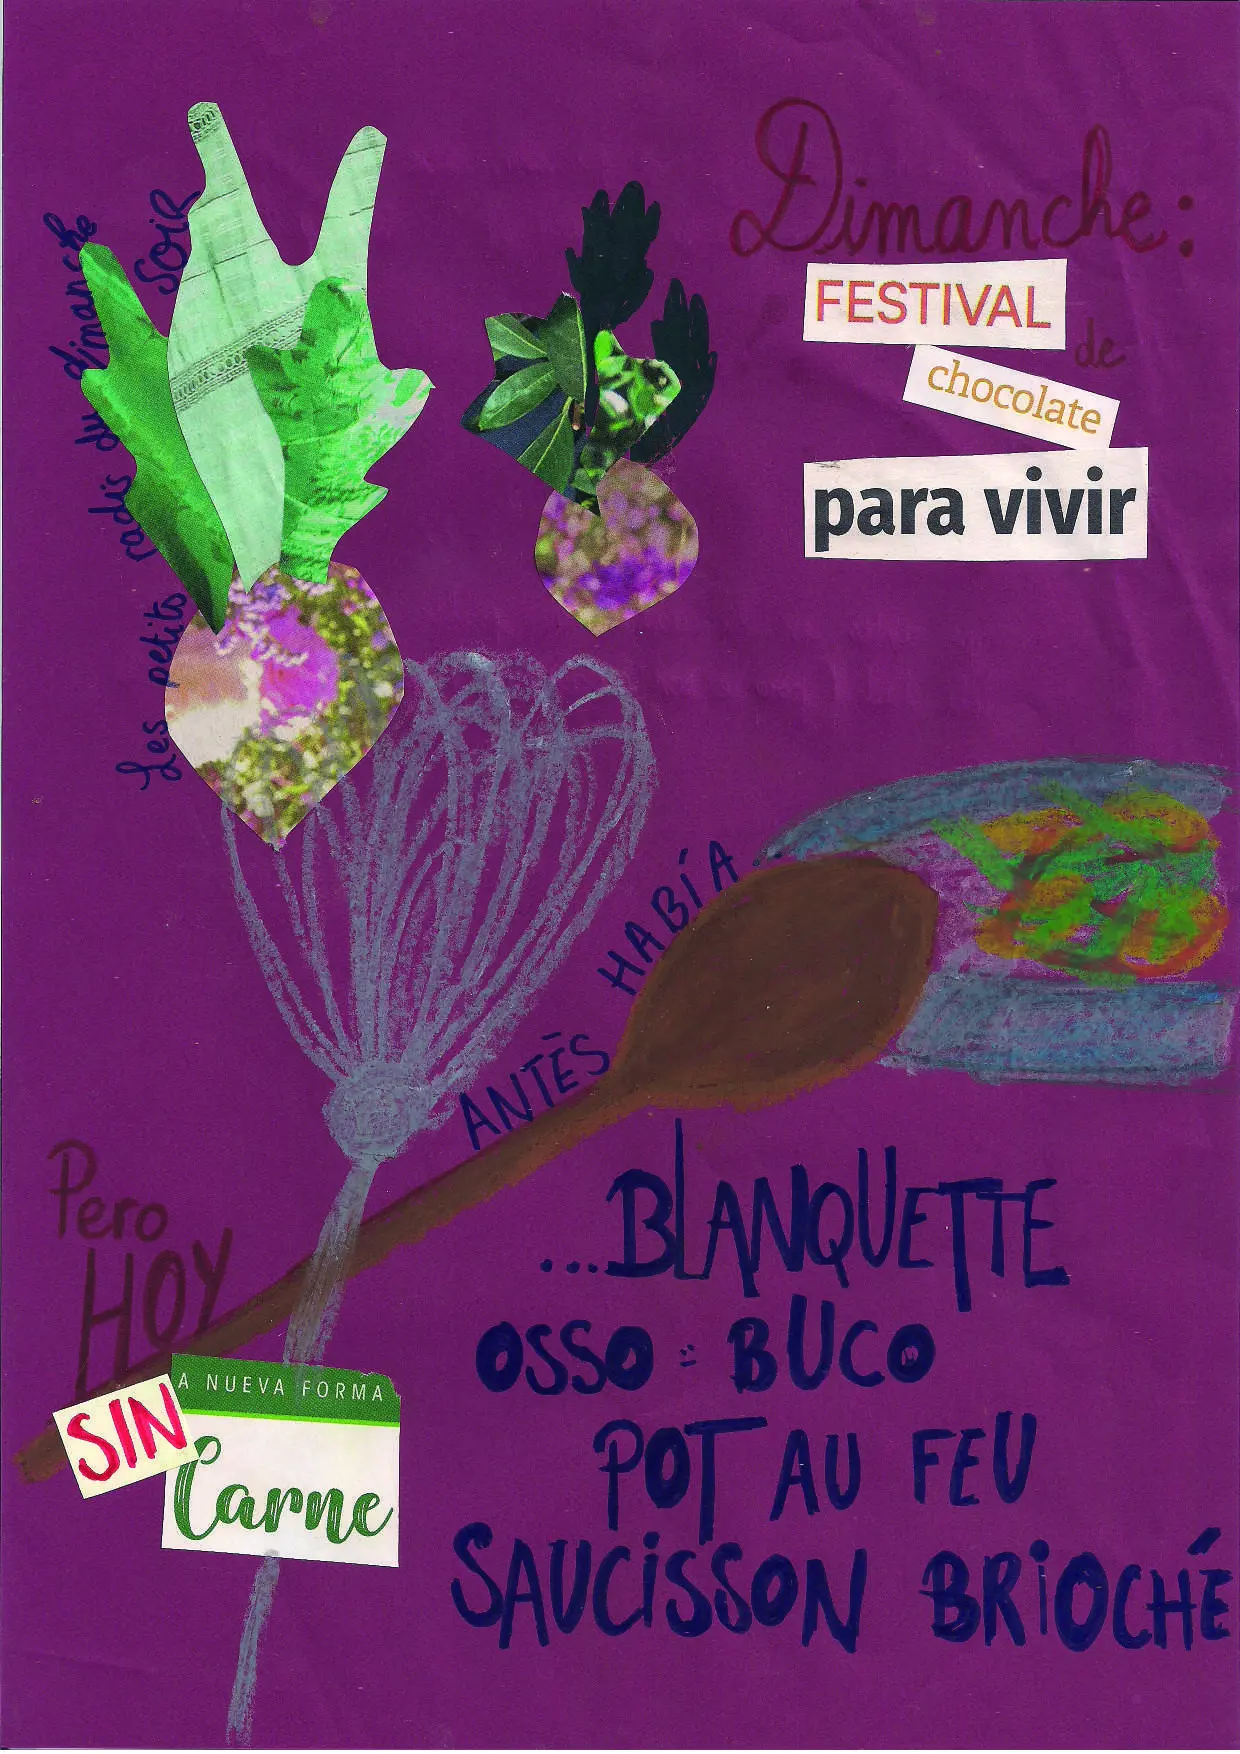 Dimanche:
FESTIVAL
de
chocolate
para vivir
Les petits radis du dimanche
SOIR
ANTĒS HABÍA...
...BLANQUETTE
OSSO = BUCO
POT AU FEU
SAUCISSON BRIOCHÉ
Pero
HOY
SIN
A NUEVA FORMA
Carne